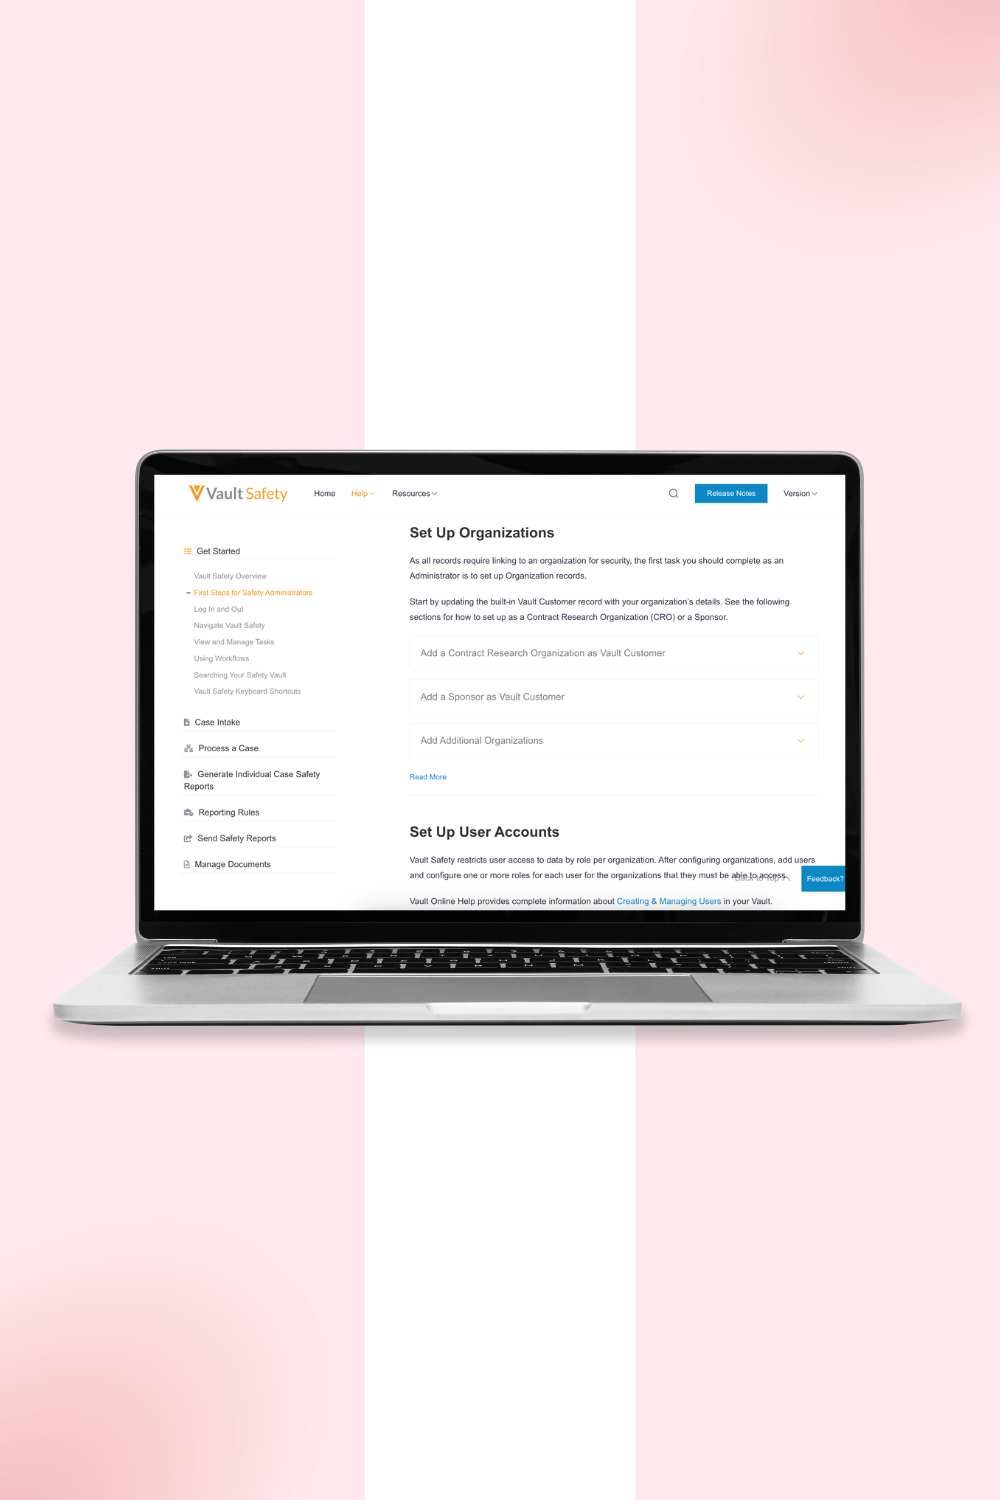 Vault Safety
Home
Help
Resources
Release Notes
Version
Get Started
Vault Safety Overview
First Steps for Safety Administrators
Log In and Out
Navigate Vault Safety
View and Manage Tasks
Using Workflows
Searching Your Safety Vault
Vault Safety Keyboard Shortcuts
Case Intake
Process a Case
Generate Individual Case Safety
Reports
Reporting Rules
Send Safety Reports
Manage Documents
Set Up Organizations
As all records require linking to an organization for security, the first task you should complete as an
Administrator is to set up Organization records.
Start by updating the built-in Vault Customer record with your organization's details. See the following
sections for how to set up as a Contract Research Organization (CRO) or a Sponsor.
Add a Contract Research Organization as Vault Customer
Add a Sponsor as Vault Customer
Add Additional Organizations
Read More
Set Up User Accounts
Vault Safety restricts user access to data by role per organization. After configuring organizations, add users
and configure one or more roles for each user for the organizations that they must be able to access.
Back to Top
Feedback?
Vault Online Help provides complete information about Creating & Managing Users in your Vault.